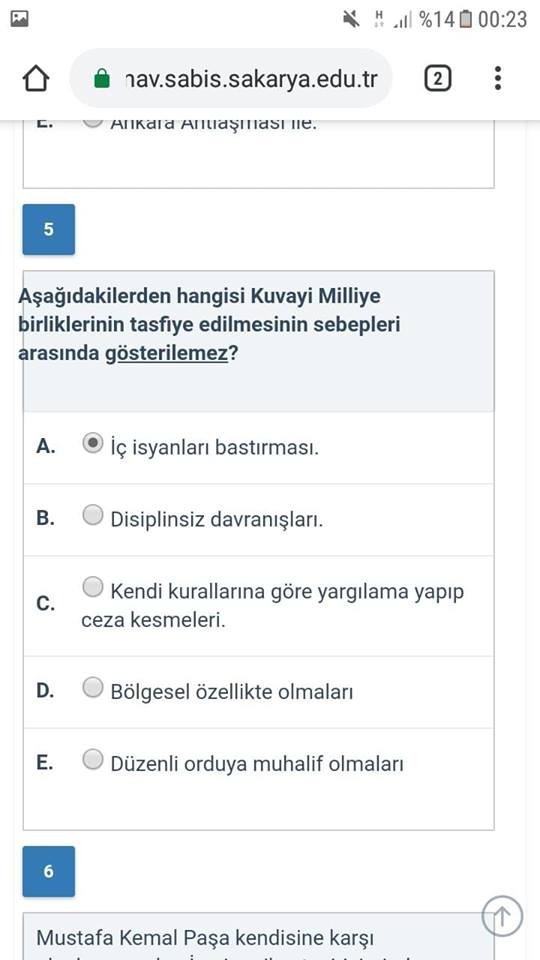 H %14 00:23
nav.sabis.sakarya.edu.tr 2
E. Ankara Antlaşması ile.
5
Aşağıdakilerden hangisi Kuvayi Milliye
birliklerinin tasfiye edilmesinin sebepleri
arasında gösterilemez?
A. İç isyanları bastırması.
B. Disiplinsiz davranışları.
C. Kendi kurallarına göre yargılama yapıp
ceza kesmeleri.
D. Bölgesel özellikte olmaları
E. Düzenli orduya muhalif olmaları
6
Mustafa Kemal Paşa kendisine karşı